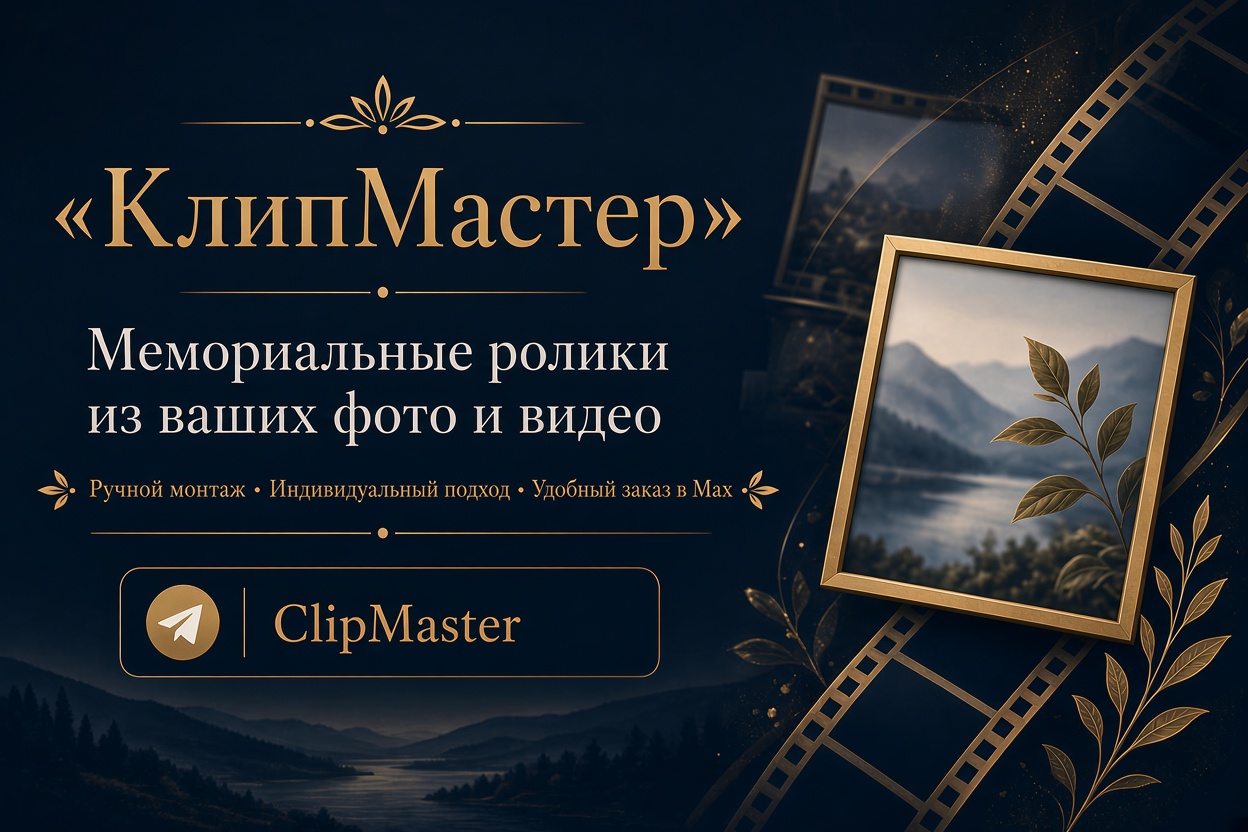 «КлипМастер»
Мемориальные ролики
из ваших фото и видео
Ручной монтаж • Индивидуальный подход • Удобный заказ в Max
ClipMaster